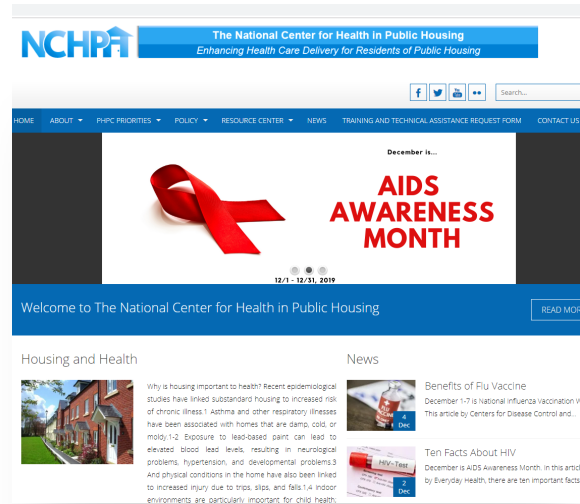 NCHPH
The National Center for Health in Public Housing
Enhancing Health Care Delivery for Residents of Public Housing
Search...
HOME ABOUT PHPC PRIORITIES POLICY RESOURCE CENTER NEWS TRAINING AND TECHNICAL ASSISTANCE REQUEST FORM CONTACT US
December is...
AIDS
AWARENESS
MONTH
12/1 - 12/31, 2019
Welcome to The National Center for Health in Public Housing
READ MOR
Housing and Health
Why is housing important to health? Recent epidemiological
studies have linked substandard housing to increased risk
of chronic illness.1 Asthma and other respiratory illnesses
have been associated with homes that are damp, cold, or
moldy.1-2 Exposure to lead-based paint can lead to
elevated blood lead levels, resulting in neurological
problems, hypertension, and developmental problems.3
And physical conditions in the home have also been linked
to increased injury due to trips, slips, and falls.1,4 Indoor
environments are particularly important for child health;
News
4
Dec
Benefits of Flu Vaccine
December 1-7 is National Influenza Vaccination W
This article by Centers for Disease Control and...
HIV-Test
2
Dec
Ten Facts About HIV
December is AIDS Awareness Month. In this article
by Everyday Health, there are ten important facts